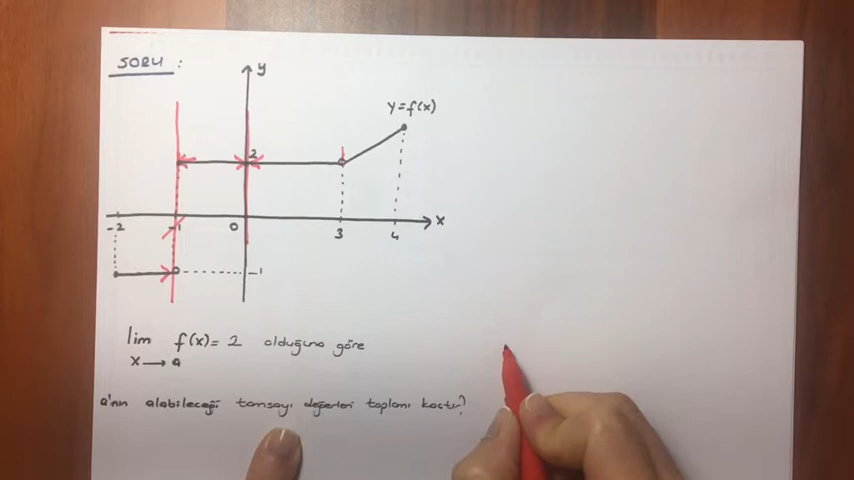 SORU :
y
y=f(x)
2
-2 -1 0 3 4 x
-1
lim f(x)= 2 olduğuna göre
x → a
a'nın alabileceği tamsayı değerleri toplamı kaçtır?